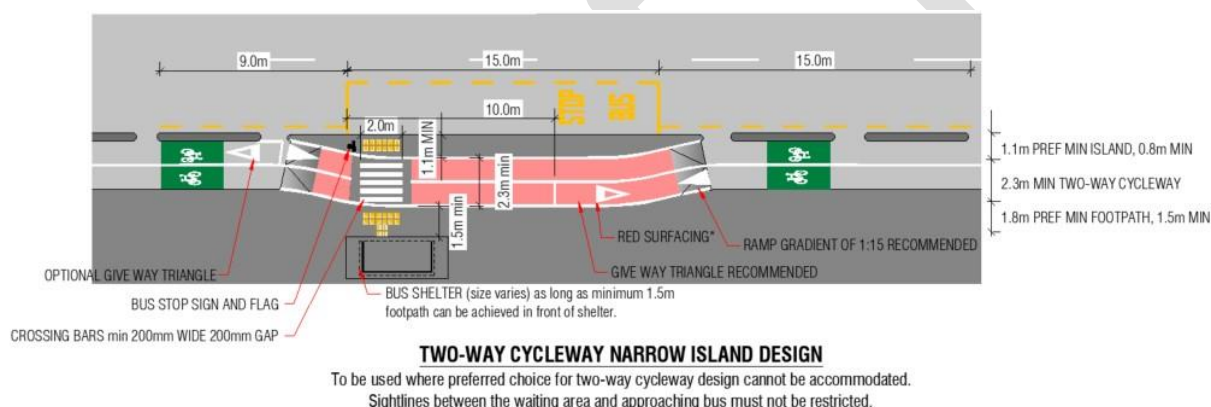 9.0m
15.0m
15.0m
10.0m
STOP
BUS
2.0m
1.1m MIN
2.3m min
1.5m min
1.1m PREF MIN ISLAND, 0.8m MIN
2.3m MIN TWO-WAY CYCLEWAY
1.8m PREF MIN FOOTPATH, 1.5m MIN
RED SURFACING*
RAMP GRADIENT OF 1:15 RECOMMENDED
OPTIONAL GIVE WAY TRIANGLE
GIVE WAY TRIANGLE RECOMMENDED
BUS STOP SIGN AND FLAG
BUS SHELTER (size varies) as long as minimum 1.5m
footpath can be achieved in front of shelter.
CROSSING BARS min 200mm WIDE 200mm GAP
TWO-WAY CYCLEWAY NARROW ISLAND DESIGN
To be used where preferred choice for two-way cycleway design cannot be accommodated.
Sightlines between the waiting area and approaching bus must not be restricted.